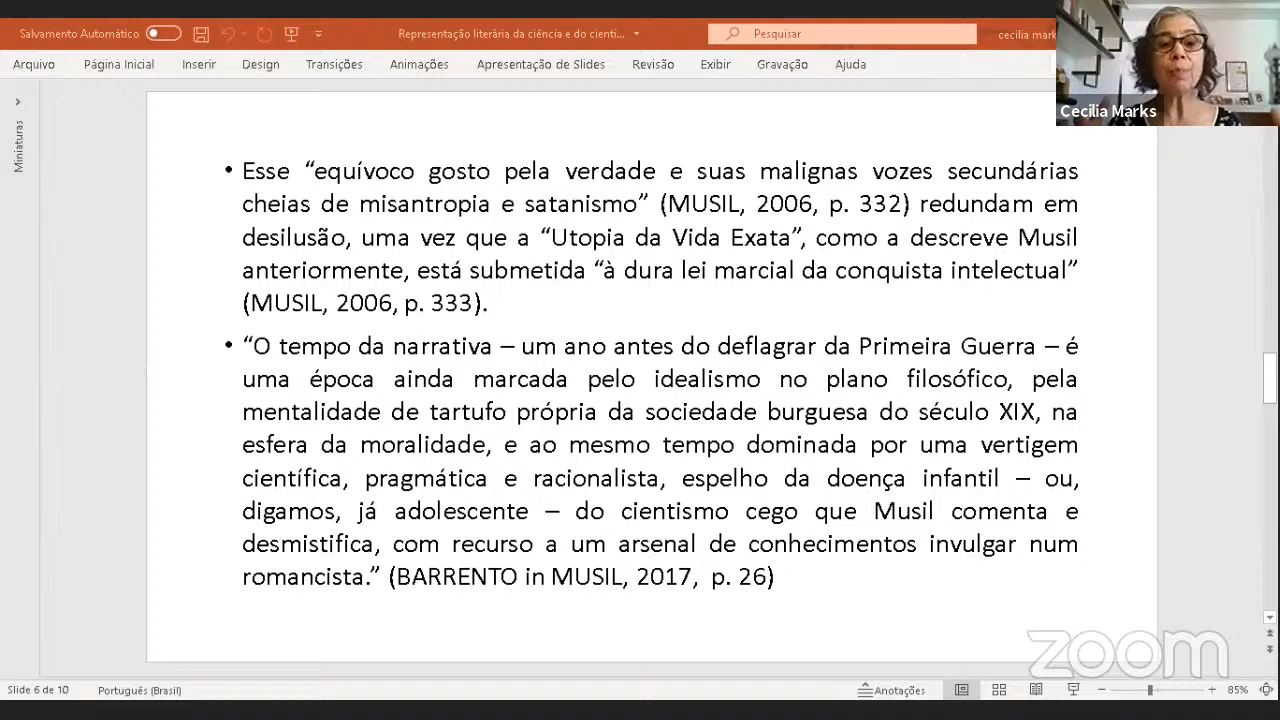 Salvamento Automático
Representação literária da ciência e do cienti...
Pesquisar
cecilia mark
Arquivo Página Inicial Inserir Design Transições Animações Apresentação de Slides Revisão Exibir Gravação Ajuda
Cecilia Marks
Miniaturas
• Esse “equívoco gosto pela verdade e suas malignas vozes secundárias
cheias de misantropia e satanismo” (MUSIL, 2006, p. 332) redundam em
desilusão, uma vez que a “Utopia da Vida Exata”, como a descreve Musil
anteriormente, está submetida “à dura lei marcial da conquista intelectual”
(MUSIL, 2006, p. 333).
• “O tempo da narrativa – um ano antes do deflagrar da Primeira Guerra – é
uma época ainda marcada pelo idealismo no plano filosófico, pela
mentalidade de tartufo própria da sociedade burguesa do século XIX, na
esfera da moralidade, e ao mesmo tempo dominada por uma vertigem
científica, pragmática e racionalista, espelho da doença infantil – ou,
digamos, já adolescente – do cientismo cego que Musil comenta e
desmistifica, com recurso a um arsenal de conhecimentos invulgar num
romancista.” (BARRENTO in MUSIL, 2017, p. 26)
zoom
Slide 6 de 10 Português (Brasil) Anotações 85%